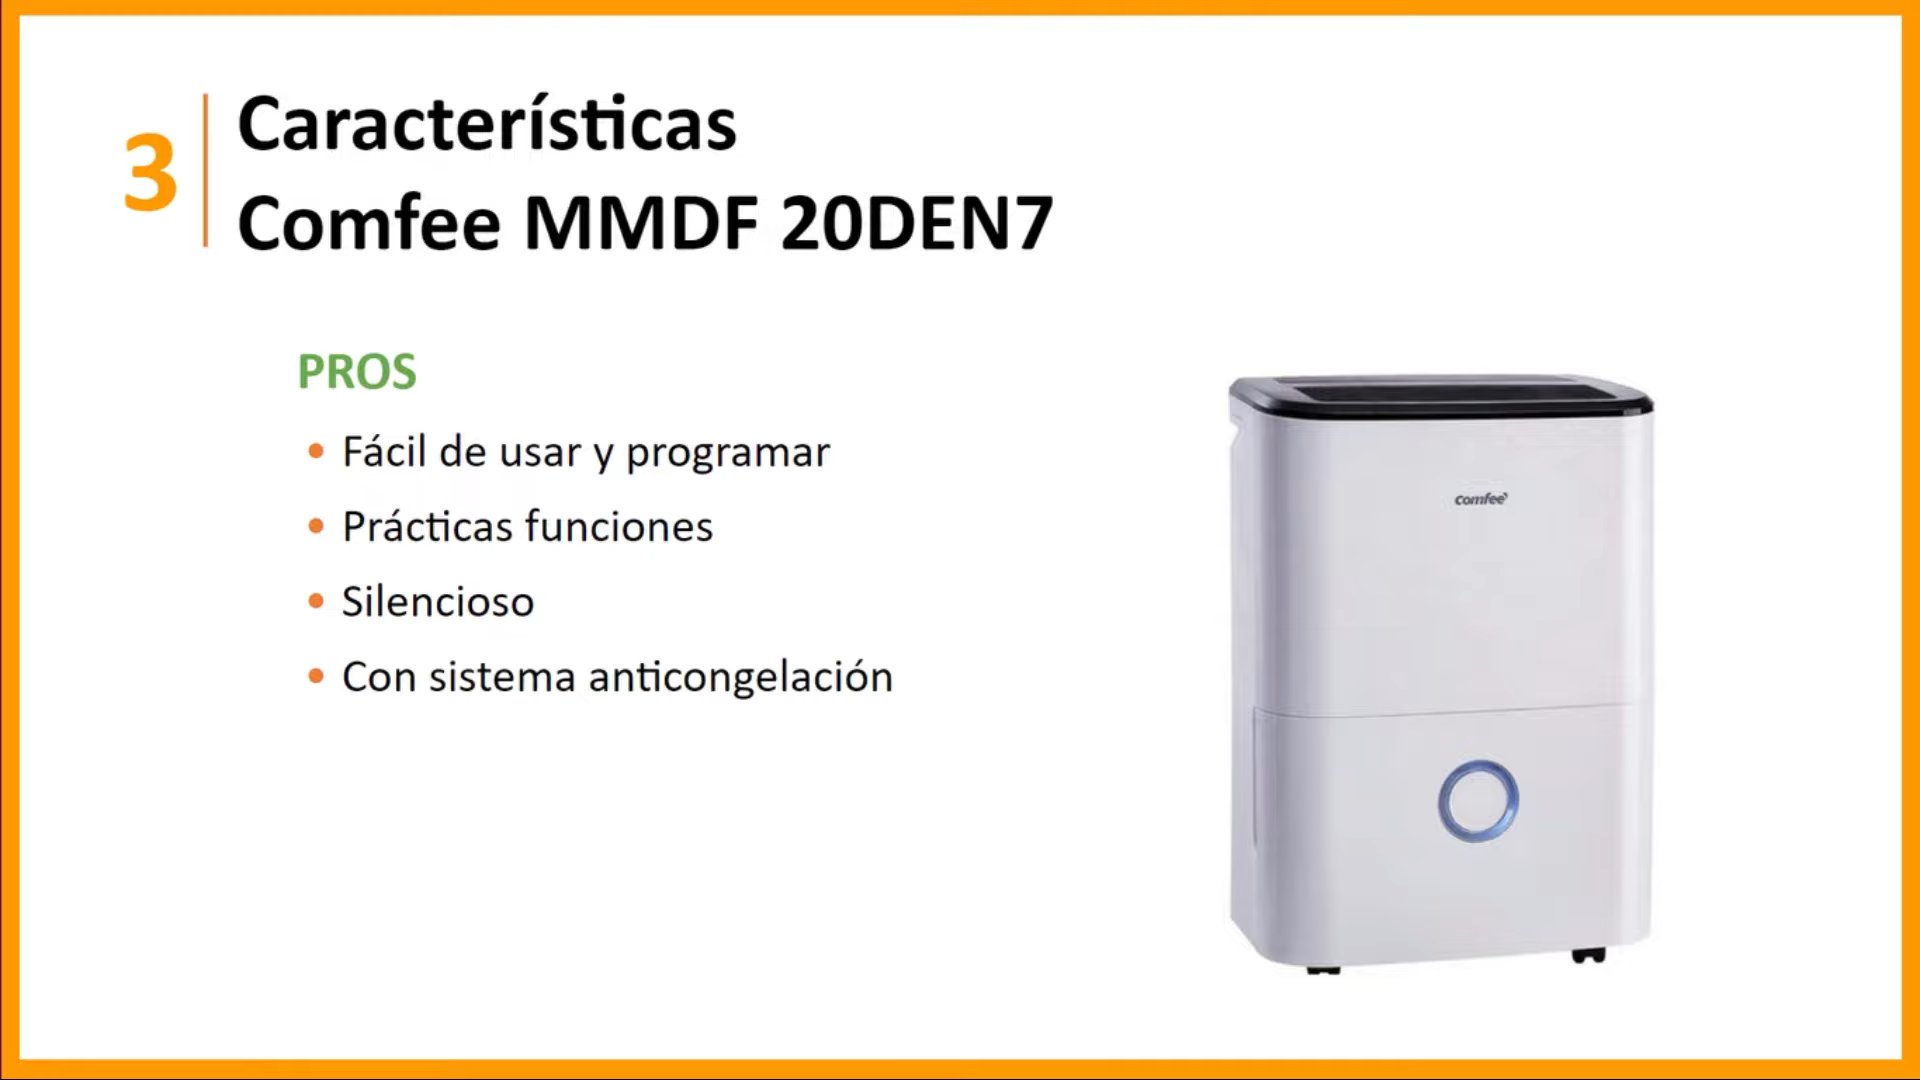 3
Características
Comfee MMDF 20DEN7
PROS
• Fácil de usar y programar
• Prácticas funciones
• Silencioso
• Con sistema anticongelación
comfee'